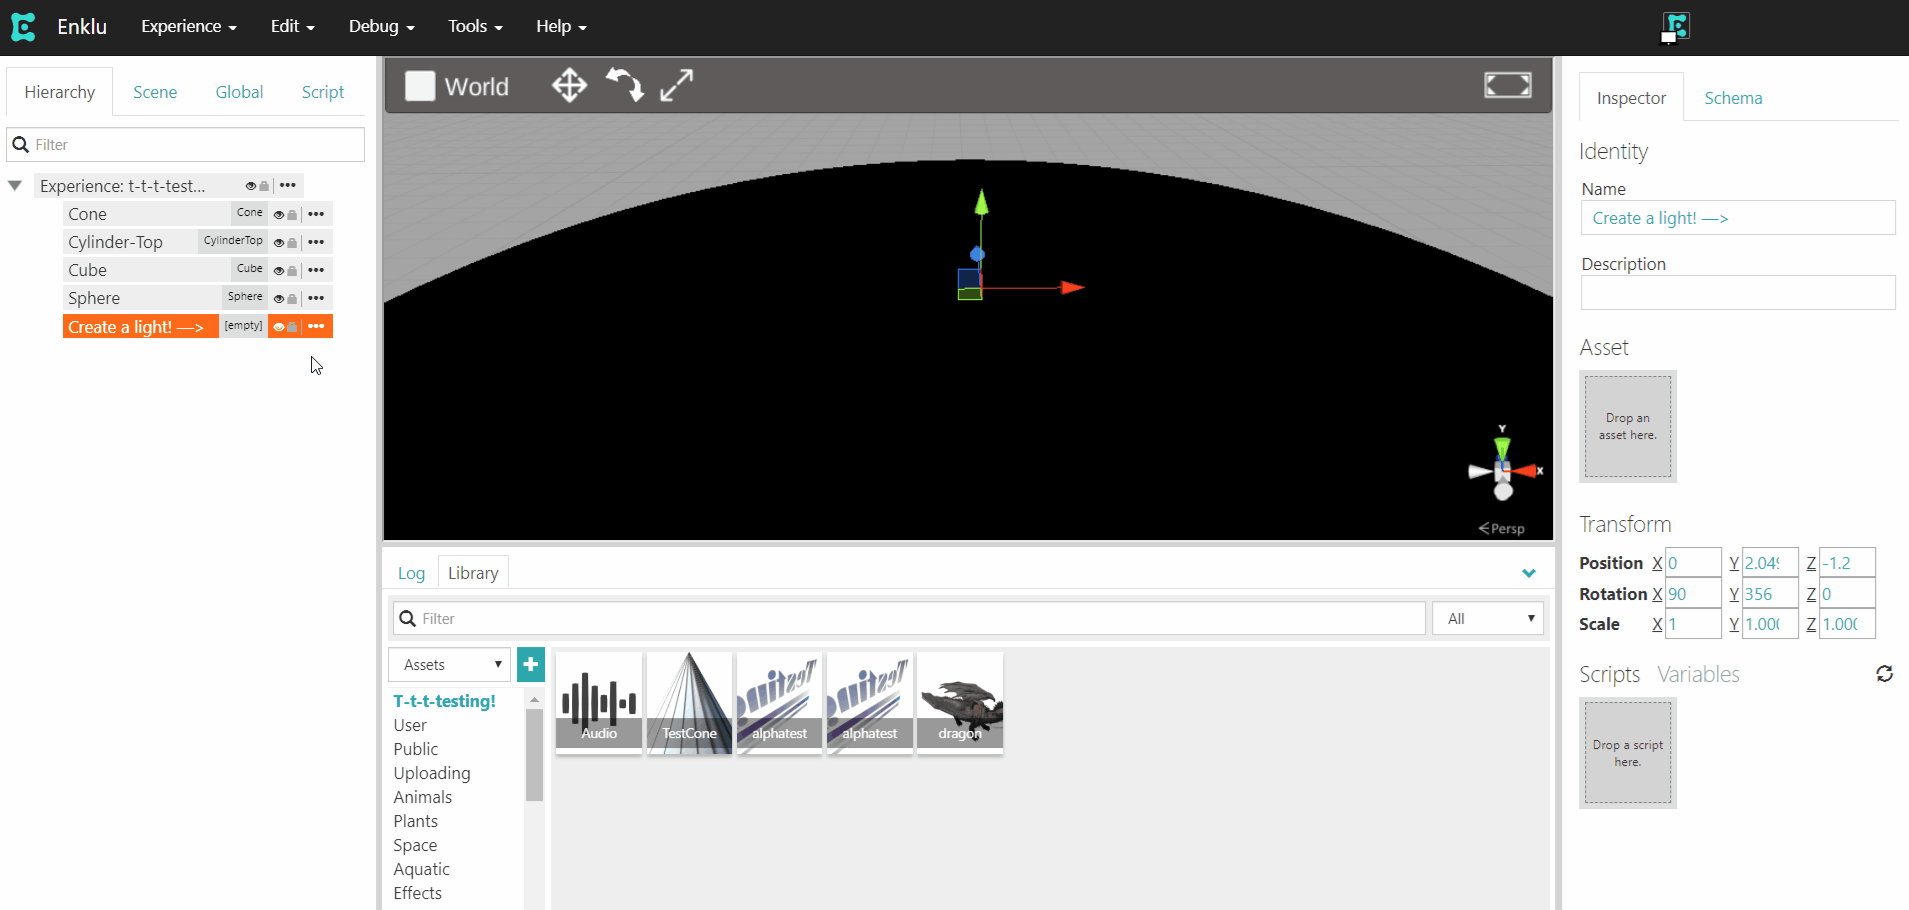 Enklu Experience Edit Debug Tools Help
Hierarchy Scene Global Script
Filter
Experience: t-t-t-test...
Cone Cone
Cylinder-Top CylinderTop
Cube Cube
Sphere Sphere
Create a light! —> [empty]
World
Y
X
Persp
Log Library
Filter All
Assets
T-t-t-testing!
User
Public
Uploading
Animals
Plants
Space
Aquatic
Effects
Audio TestCone alphatest alphatest dragon
Inspector Schema
Identity
Name
Create a light! —>
Description
Asset
Drop an
asset here.
Transform
Position X 0 Y 2.049 Z -1.2
Rotation X 90 Y 356 Z 0
Scale X 1 Y 1.000 Z 1.000
Scripts Variables
Drop a script
here.